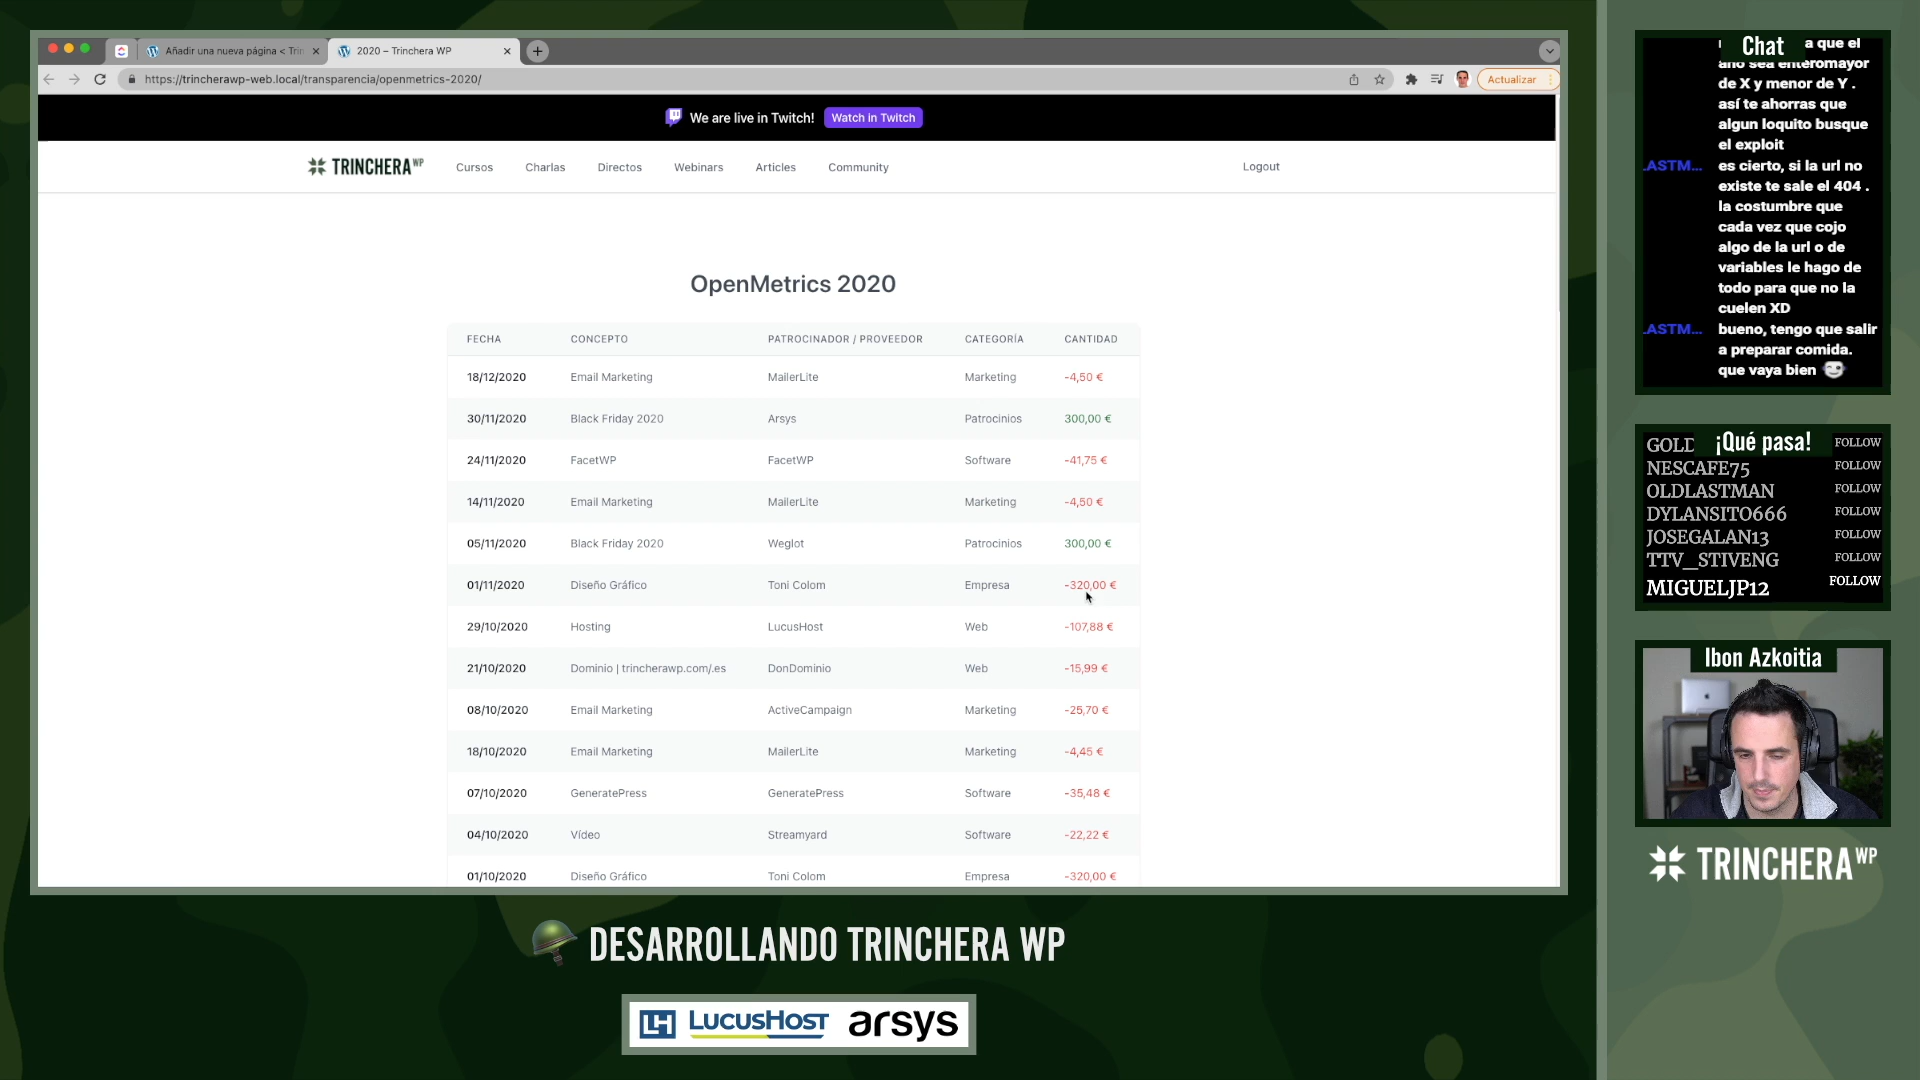 Añadir una nueva página < Trin
2020 – Trinchera WP
https://trincherawp-web.local/transparencia/openmetrics-2020/
Actualizar
We are live in Twitch!
Watch in Twitch
TRINCHERA WP
Cursos
Charlas
Directos
Webinars
Articles
Community
Logout
OpenMetrics 2020
FECHA CONCEPTO PATROCINADOR / PROVEEDOR CATEGORÍA CANTIDAD
18/12/2020 Email Marketing MailerLite Marketing -4,50 €
30/11/2020 Black Friday 2020 Arsys Patrocinios 300,00 €
24/11/2020 FacetWP FacetWP Software -41,75 €
14/11/2020 Email Marketing MailerLite Marketing -4,50 €
05/11/2020 Black Friday 2020 Weglot Patrocinios 300,00 €
01/11/2020 Diseño Gráfico Toni Colom Empresa -320,00 €
29/10/2020 Hosting LucusHost Web -107,88 €
21/10/2020 Dominio | trincherawp.com/.es DonDominio Web -15,99 €
08/10/2020 Email Marketing ActiveCampaign Marketing -25,70 €
18/10/2020 Email Marketing MailerLite Marketing -4,45 €
07/10/2020 GeneratePress GeneratePress Software -35,48 €
04/10/2020 Vídeo Streamyard Software -22,22 €
01/10/2020 Diseño Gráfico Toni Colom Empresa -320,00 €
DESARROLLANDO TRINCHERA WP
LH LUCUSHOST arsys
Chat
a que el
año sea enteromayor
de X y menor de Y .
así te ahorras que
algun loquito busque
el exploit
LASTM... es cierto, si la url no
existe te sale el 404 .
la costumbre que
cada vez que cojo
algo de la url o de
variables le hago de
todo para que no la
cuelen XD
LASTM... bueno, tengo que salir
a preparar comida.
que vaya bien
¡Qué pasa!
GOLD FOLLOW
NESCAFE75 FOLLOW
OLDLASTMAN FOLLOW
DYLANSITO666 FOLLOW
JOSEGALAN13 FOLLOW
TTV_STIVENG FOLLOW
MIGUELJP12 FOLLOW
Ibon Azkoitia
TRINCHERA WP